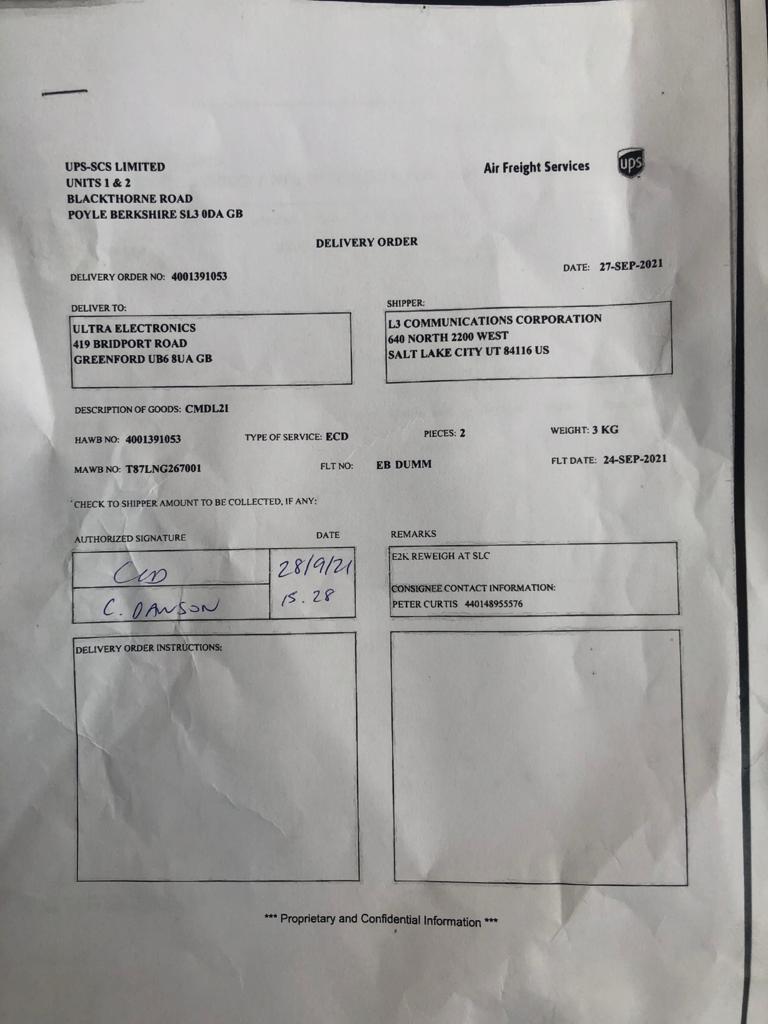 UPS-SCS LIMITED
UNITS 1 & 2
BLACKTHORNE ROAD
POYLE BERKSHIRE SL3 0DA GB
Air Freight Services
ups
DELIVERY ORDER
DELIVERY ORDER NO: 4001391053
DATE: 27-SEP-2021
DELIVER TO:
ULTRA ELECTRONICS
419 BRIDPORT ROAD
GREENFORD UB6 8UA GB
SHIPPER:
L3 COMMUNICATIONS CORPORATION
640 NORTH 2200 WEST
SALT LAKE CITY UT 84116 US
DESCRIPTION OF GOODS: CMDL2I
HAWB NO: 4001391053 TYPE OF SERVICE: ECD PIECES: 2 WEIGHT: 3 KG
MAWB NO: T87LNG267001 FLT NO: EB DUMM FLT DATE: 24-SEP-2021
*CHECK TO SHIPPER AMOUNT TO BE COLLECTED, IF ANY:
AUTHORIZED SIGNATURE DATE
28/9/21
C. DAWSON 15.28
REMARKS
E2K REWEIGH AT SLC
CONSIGNEE CONTACT INFORMATION:
PETER CURTIS 440148955576
DELIVERY ORDER INSTRUCTIONS:
*** Proprietary and Confidential Information ***